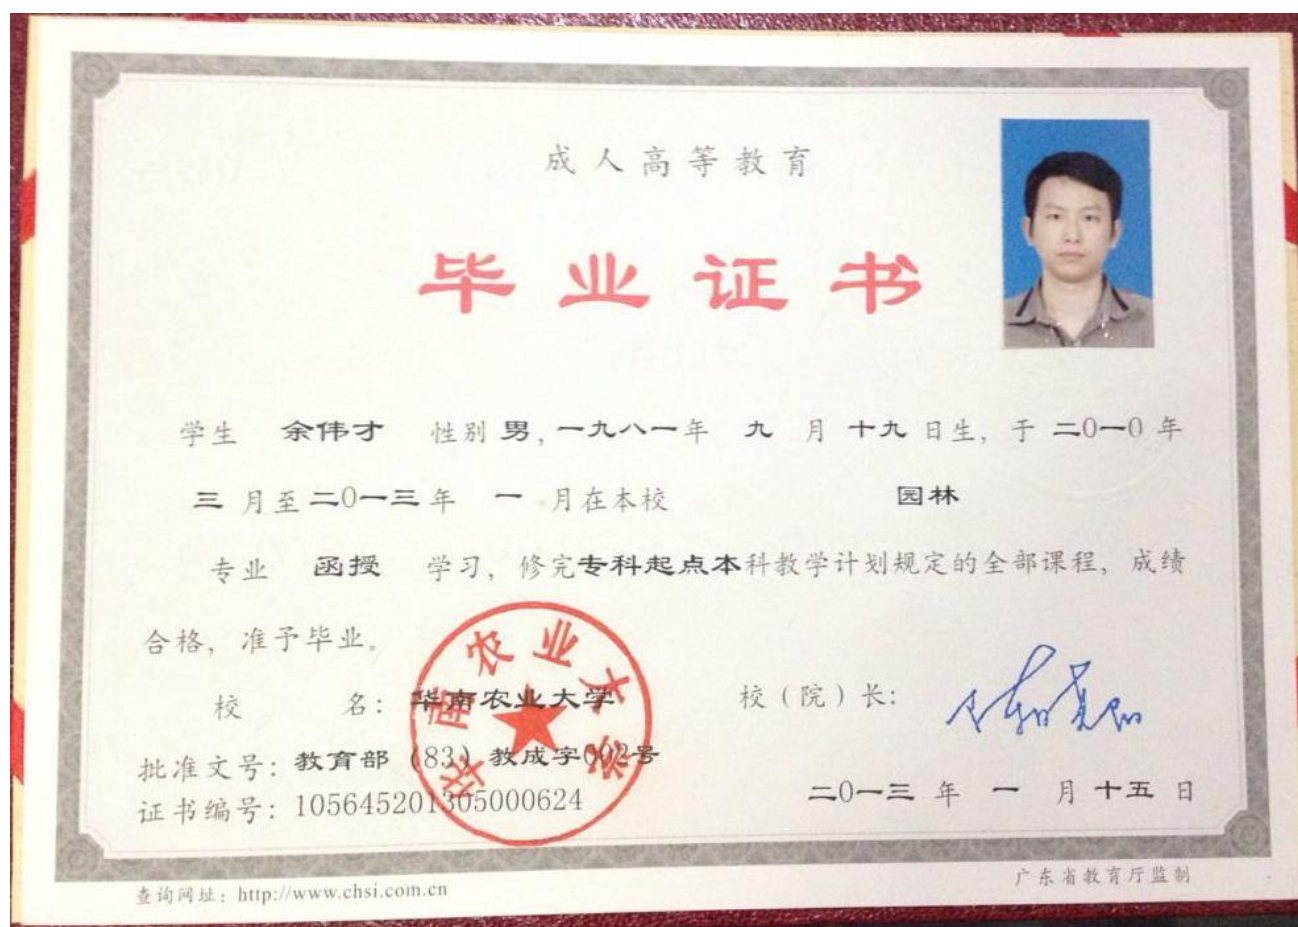 成人高等教育
毕业证书
学生 余伟才 性别 男, 一九八一年 九 月 十九 日生, 于 二0一0 年
三 月至 二0一三 年 一 月在本校 园林
专业 函授 学习, 修完专科起点本科教学计划规定的全部课程, 成绩
合格, 准予毕业。
华南农业大学
校 名: 华南农业大学 校(院)长:
批准文号: 教育部 (83) 教成字002号
证书编号: 105645201305000624
二0一三 年 一 月 十五 日
查询网址: http://www.chsi.com.cn 广东省教育厅监制